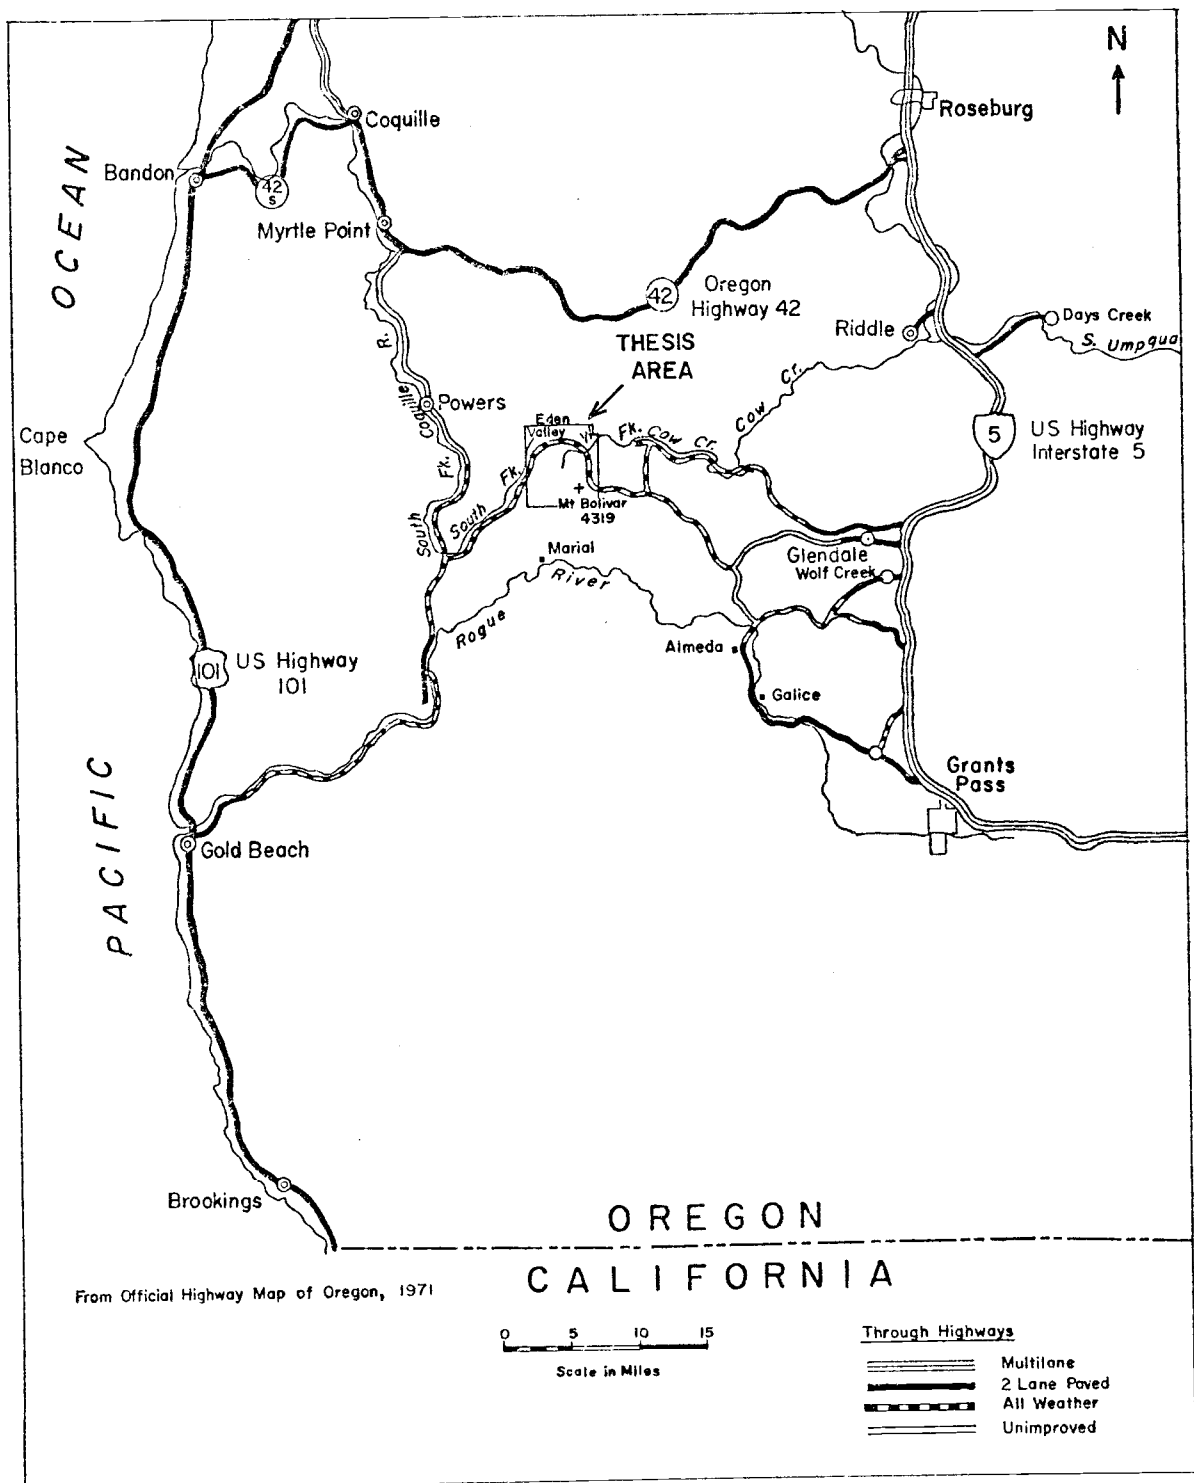 N
Roseburg
Coquille
Bandon
42
S
Myrtle Point
OCEAN
42
Oregon
Highway 42
Days Creek
S. Umpqua
Riddle
THESIS
AREA
R.
Coquille
Fk.
South
Powers
Cow Cr.
Cape
Blanco
Eden
Valley
Fk. Cow Cr.
5
US Highway
Interstate 5
South Fk.
+
Mt Bolivar
4319
Marial
Glendale
Wolf Creek
Rogue River
Almeda
101
US Highway
101
Galice
Grants
Pass
PACIFIC
Gold Beach
Brookings
OREGON
CALIFORNIA
From Official Highway Map of Oregon, 1971
0 5 10 15
Scale in Miles
Through Highways
Multilane
2 Lane Paved
All Weather
Unimproved